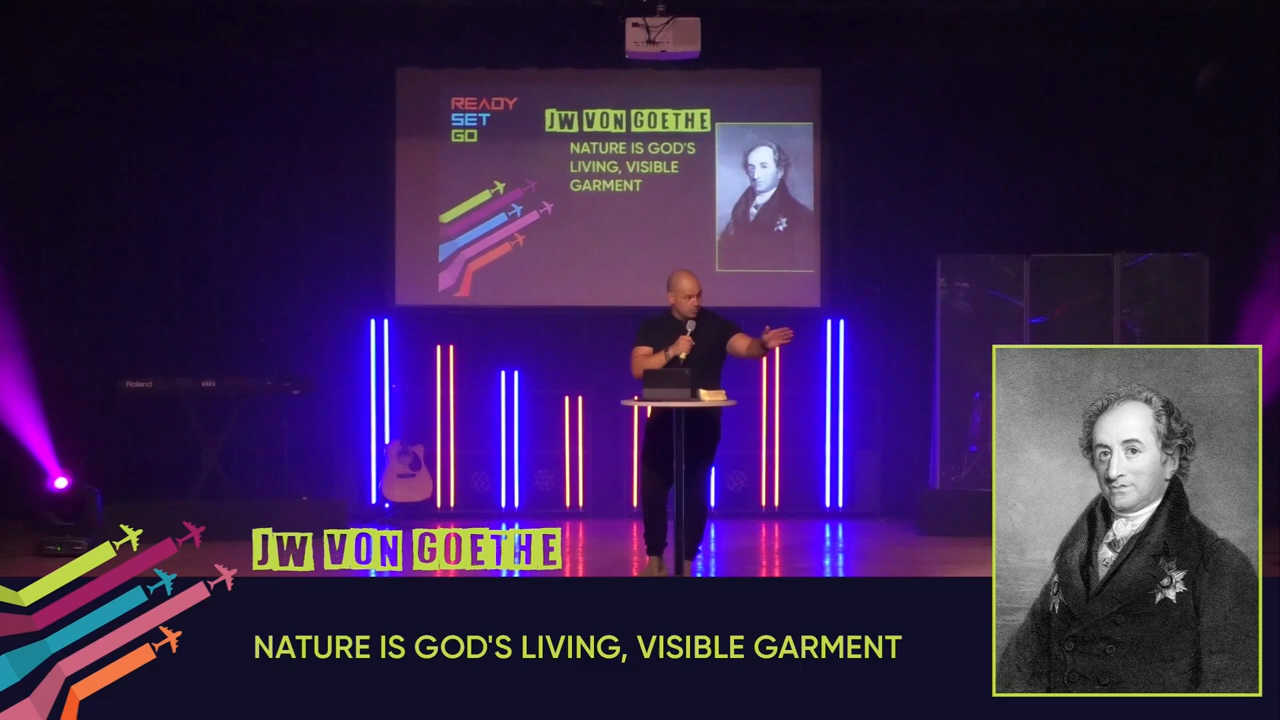 READY
SET
GO
JW VON GOETHE
NATURE IS GOD'S
LIVING, VISIBLE
GARMENT
Roland
JW VON GOETHE
NATURE IS GOD'S LIVING, VISIBLE GARMENT